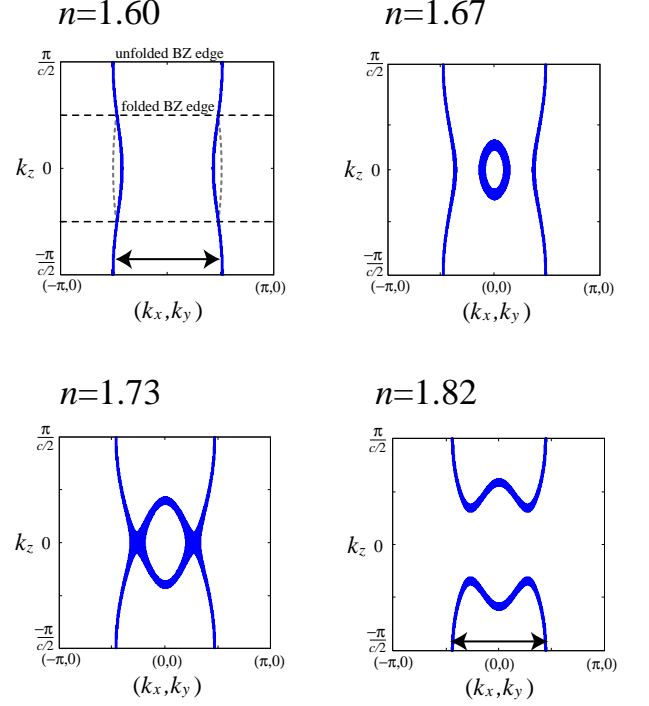 n=1.60
π
c/2
unfolded BZ edge
folded BZ edge
k_z 0
-π
c/2
(-π,0)
(π,0)
(k_x,k_y)
n=1.67
π
c/2
k_z 0
-π
c/2
(-π,0)
(0,0)
(π,0)
(k_x,k_y)
n=1.73
π
c/2
k_z 0
-π
c/2
(-π,0)
(0,0)
(π,0)
(k_x,k_y)
n=1.82
π
c/2
k_z 0
-π
c/2
(-π,0)
(0,0)
(π,0)
(k_x,k_y)